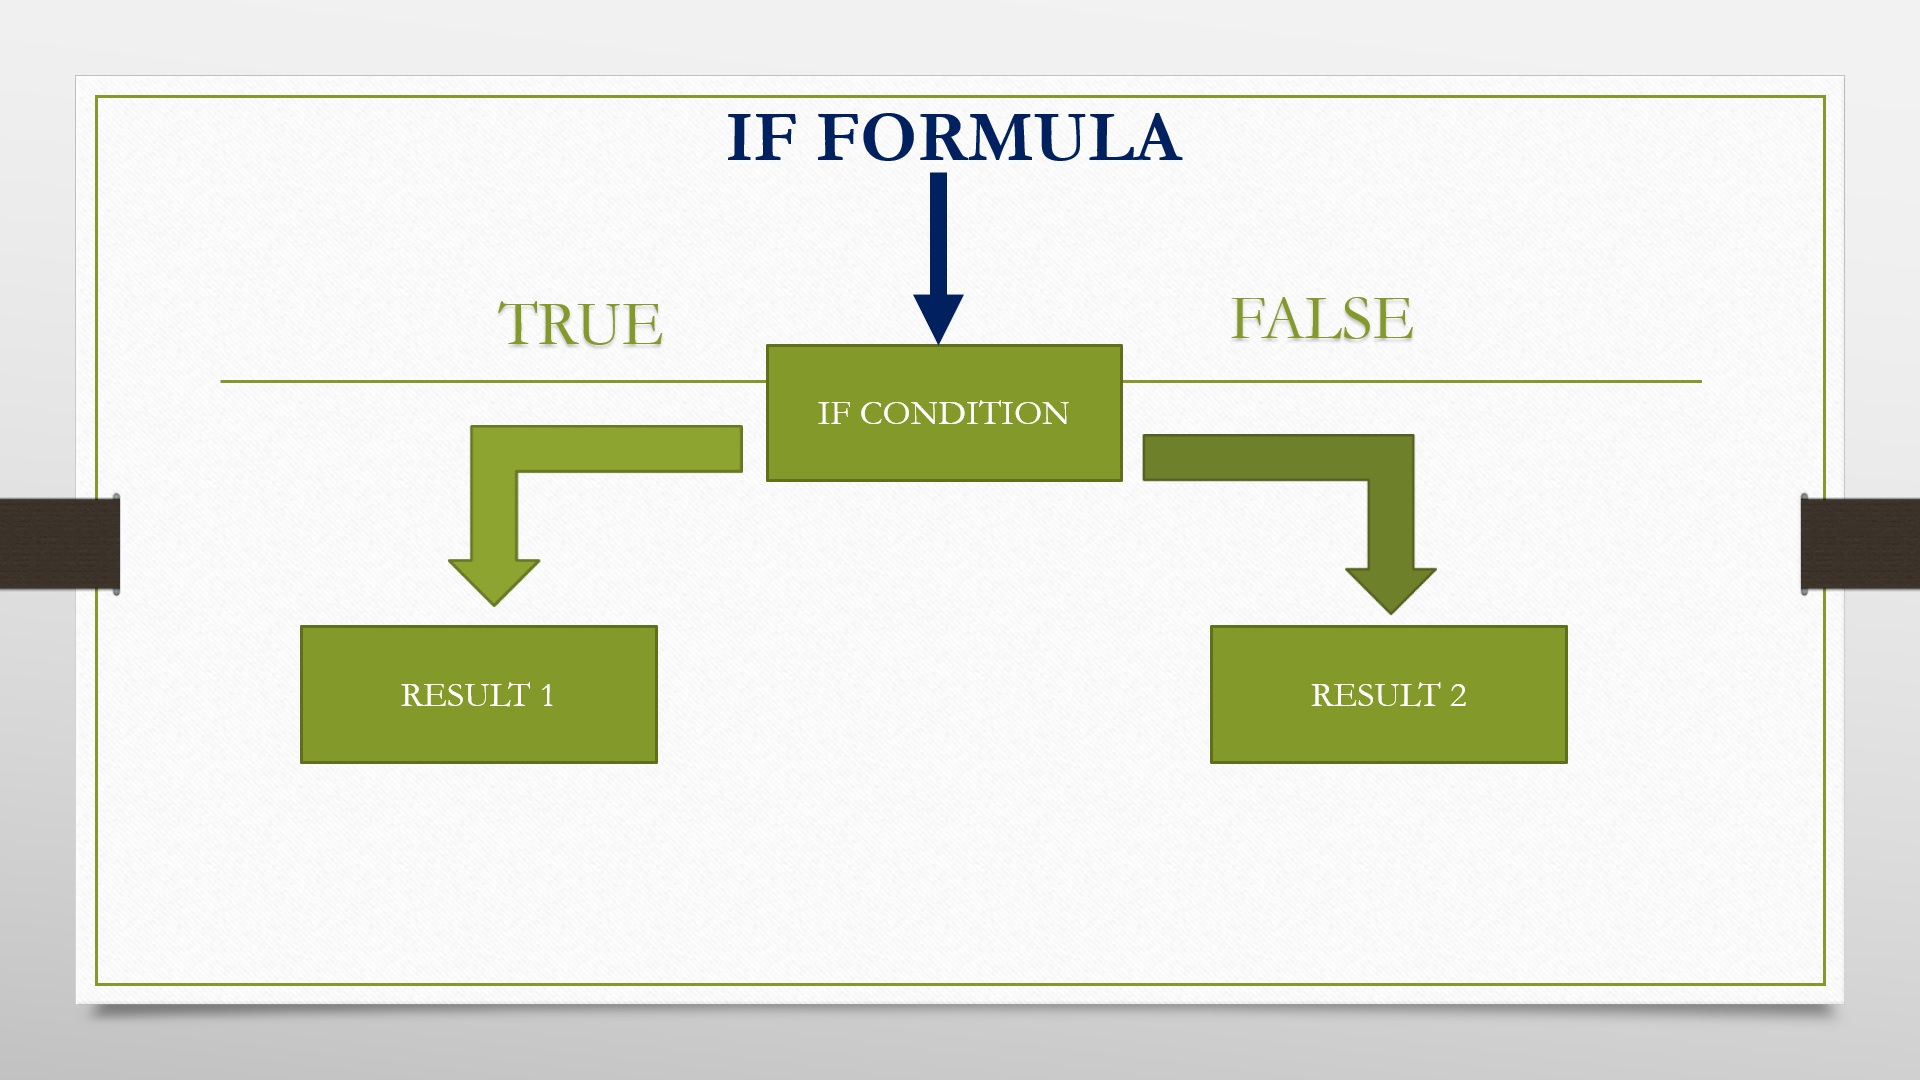 IF FORMULA
TRUE
FALSE
IF CONDITION
RESULT 1
RESULT 2